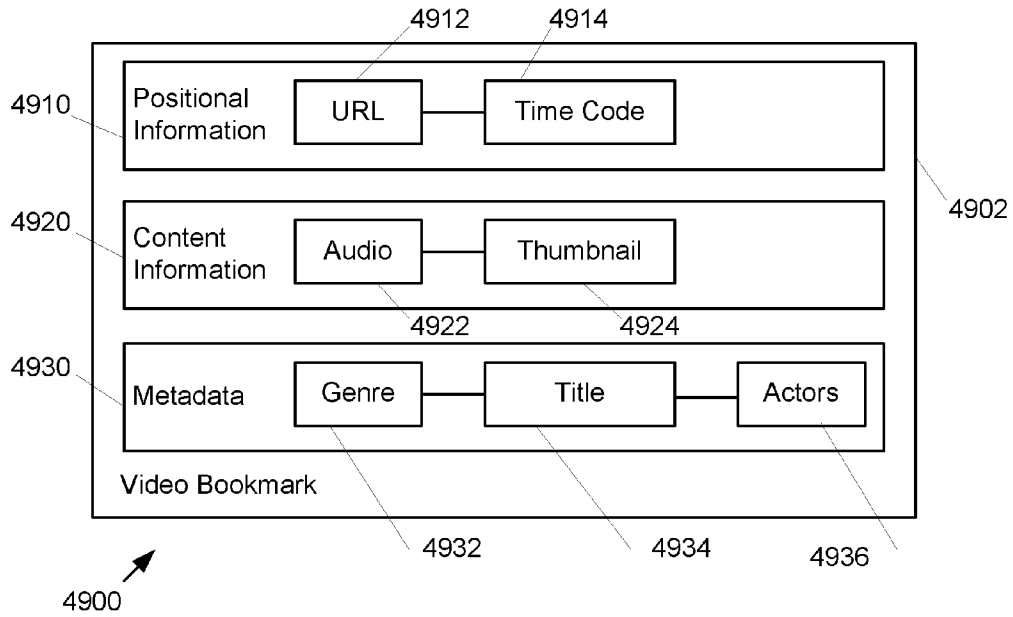 4912
4914
4910
Positional
Information
URL
Time Code
4902
4920
Content
Information
Audio
Thumbnail
4922
4924
4930
Metadata
Genre
Title
Actors
Video Bookmark
4932
4934
4936
4900